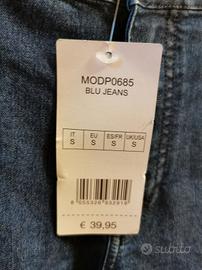 MODP0685
BLU JEANS
IT EU ES/FR UK/USA
S S S S
€ 39,95
subito